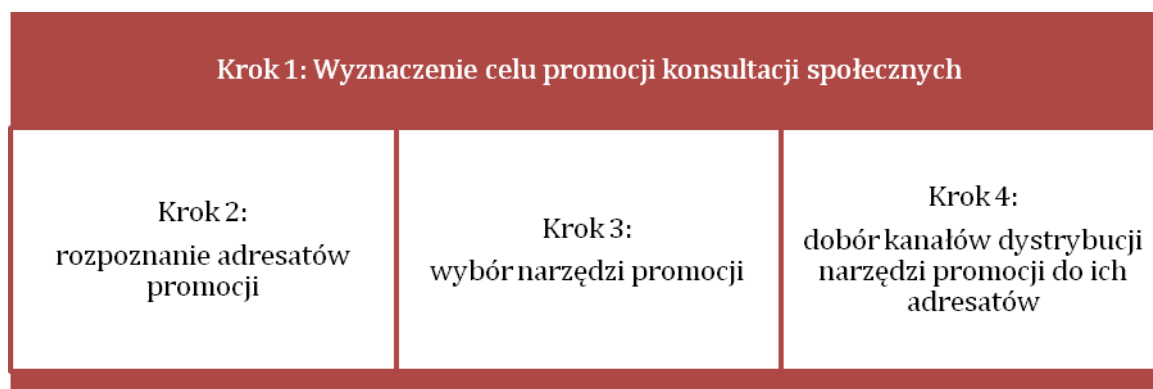 Krok 1: Wyznaczenie celu promocji konsultacji społecznych
Krok 2:
rozpoznanie adresatów
promocji
Krok 3:
wybór narzędzi promocji
Krok 4:
dobór kanałów dystrybucji
narzędzi promocji do ich
adresatów